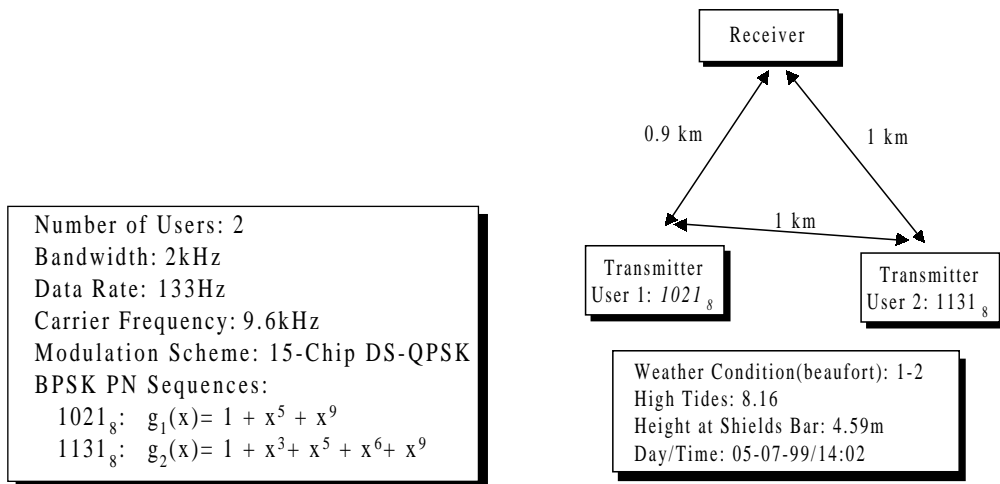 Receiver
0.9 km
1 km
1 km
Transmitter
User 1: 1021₈
Transmitter
User 2: 1131₈
Number of Users: 2
Bandwidth: 2kHz
Data Rate: 133Hz
Carrier Frequency: 9.6kHz
Modulation Scheme: 15-Chip DS-QPSK
BPSK PN Sequences:
1021₈: g₁(x)= 1 + x⁵ + x⁹
1131₈: g₂(x)= 1 + x³+ x⁵ + x⁶+ x⁹
Weather Condition(beaufort): 1-2
High Tides: 8.16
Height at Shields Bar: 4.59m
Day/Time: 05-07-99/14:02